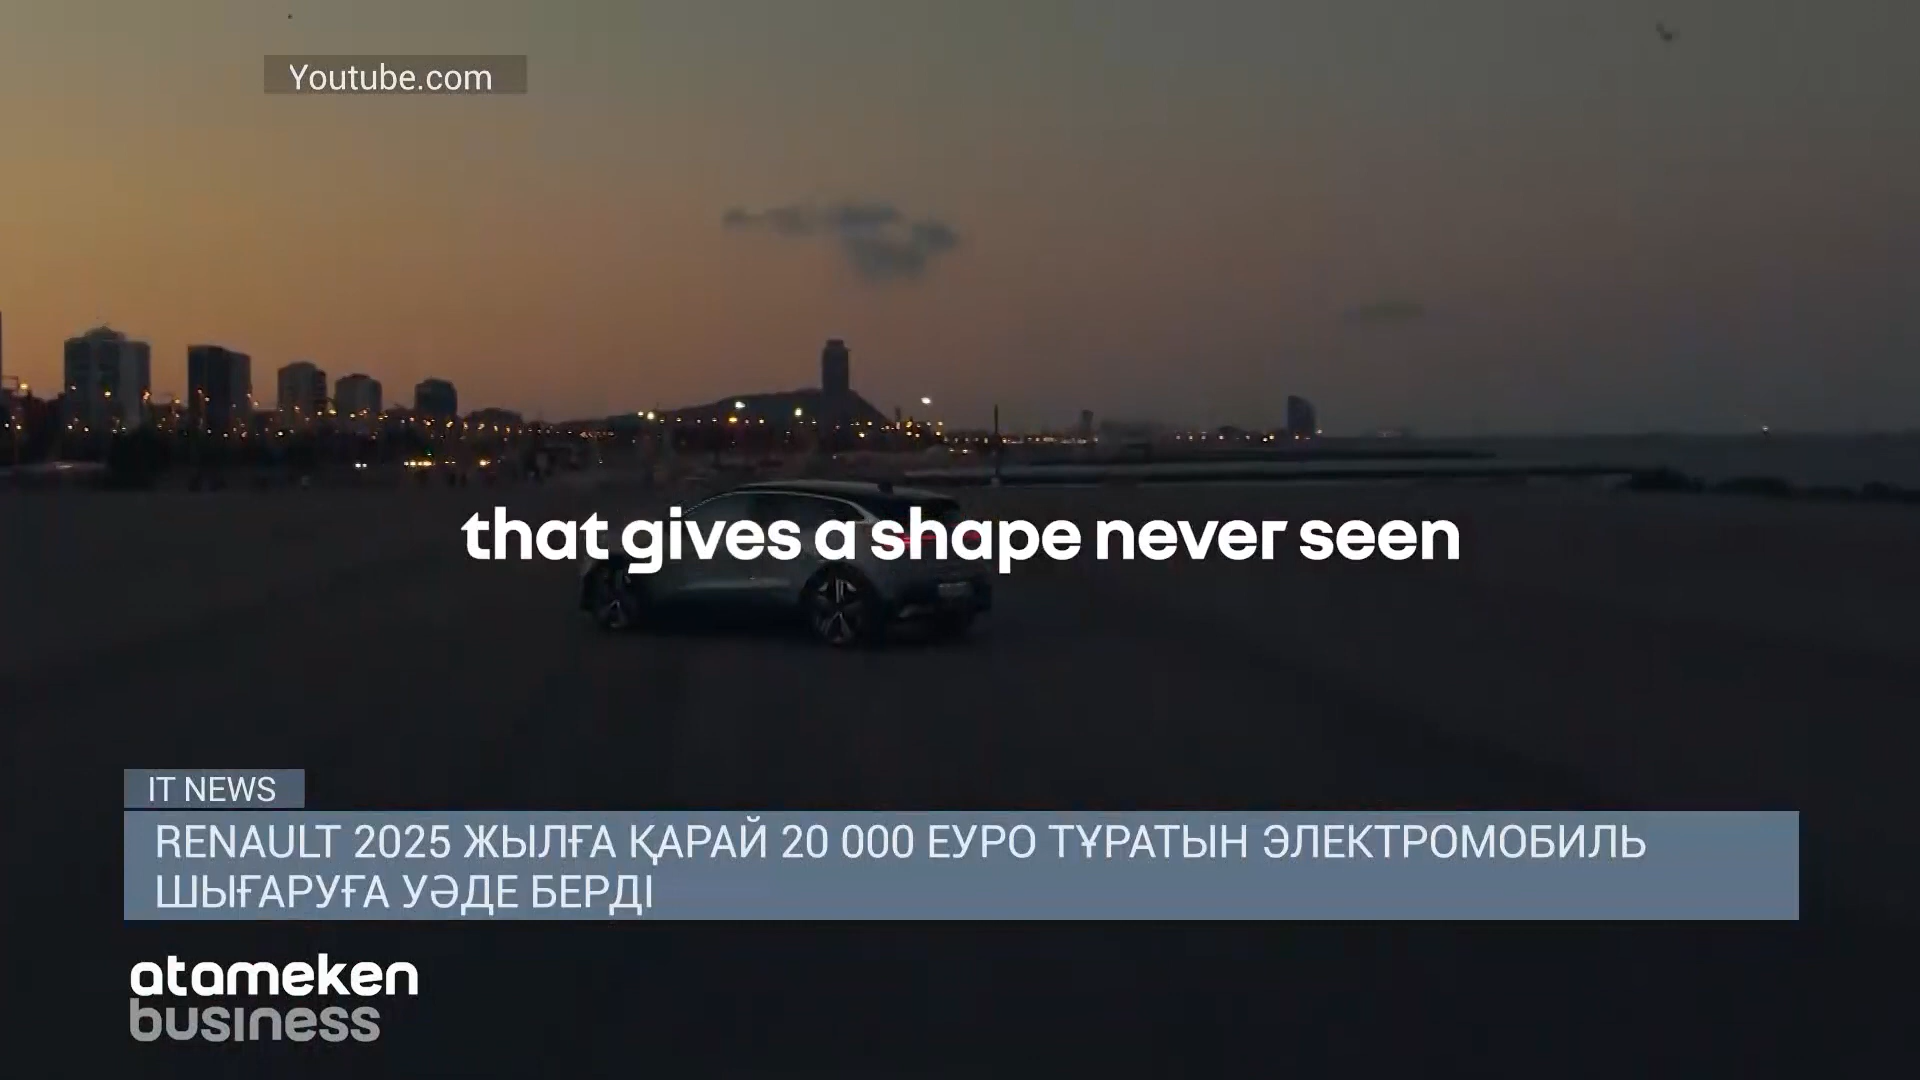 Youtube.com
that gives a shape never seen
IT NEWS
RENAULT 2025 ЖЫЛҒА ҚАРАЙ 20 000 ЕУРО ТҰРАТЫН ЭЛЕКТРОМОБИЛЬ
ШЫҒАРУҒА УӘДЕ БЕРДІ
atameken
business